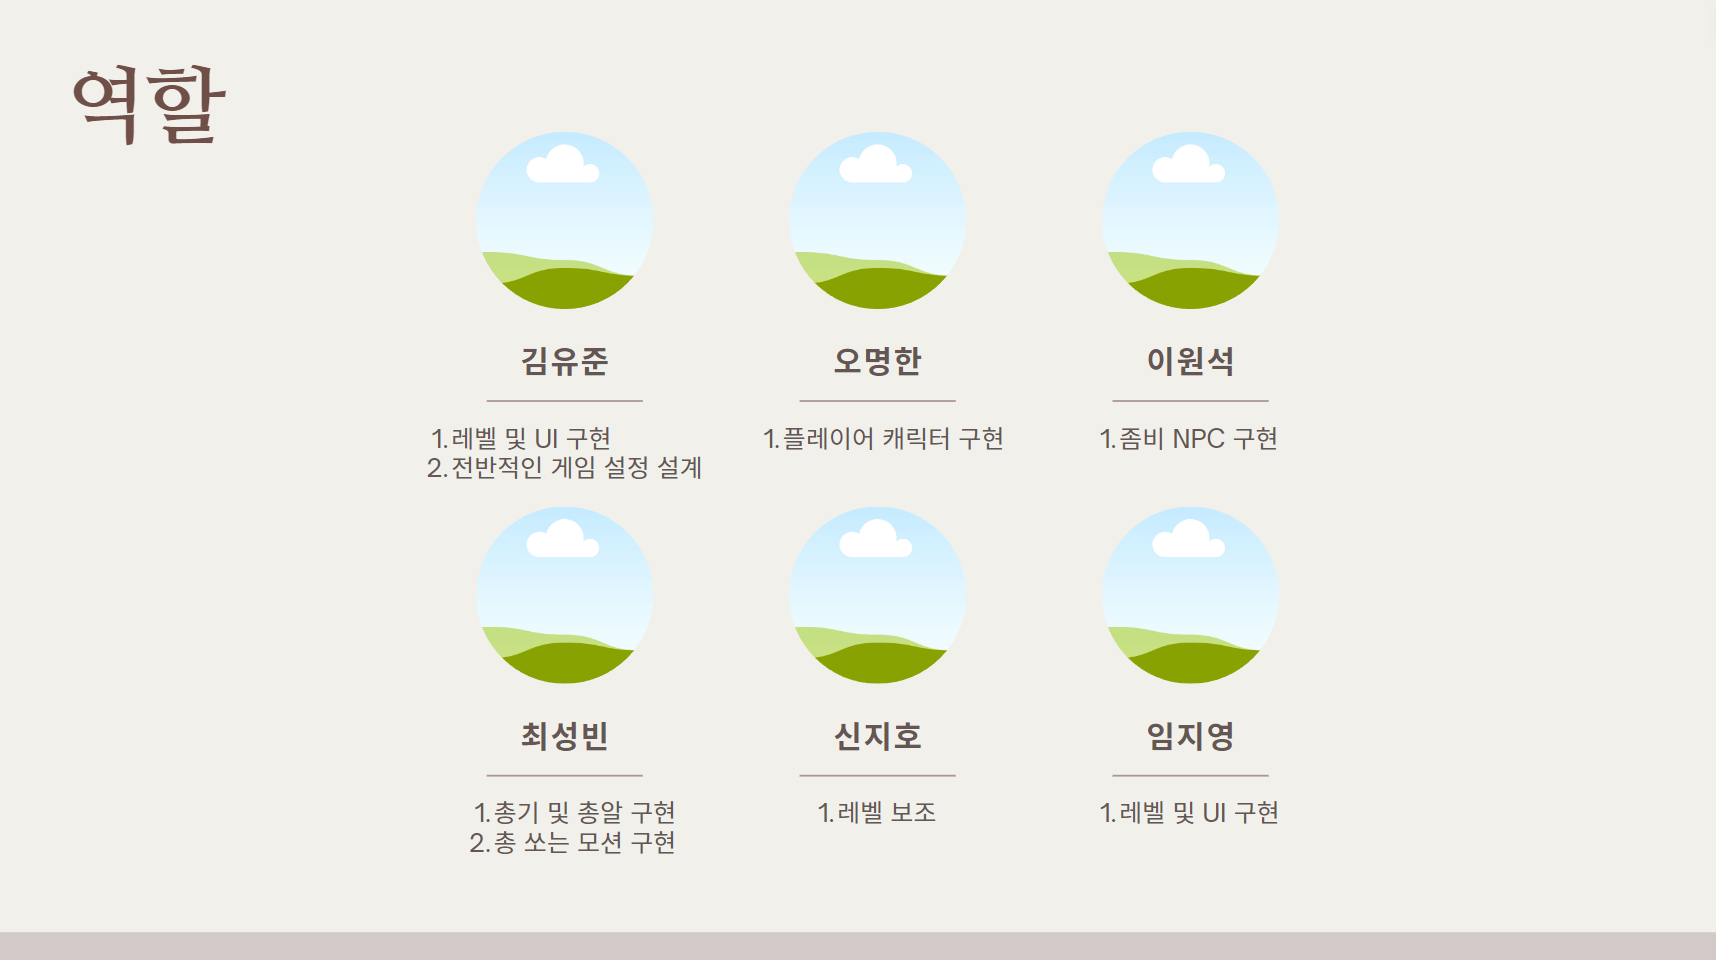 역할
김유준
1. 레벨 및 UI 구현
2. 전반적인 게임 설정 설계
오명한
1. 플레이어 캐릭터 구현
이원석
1. 좀비 NPC 구현
최성빈
1. 총기 및 총알 구현
2. 총 쏘는 모션 구현
신지호
1. 레벨 보조
임지영
1. 레벨 및 UI 구현